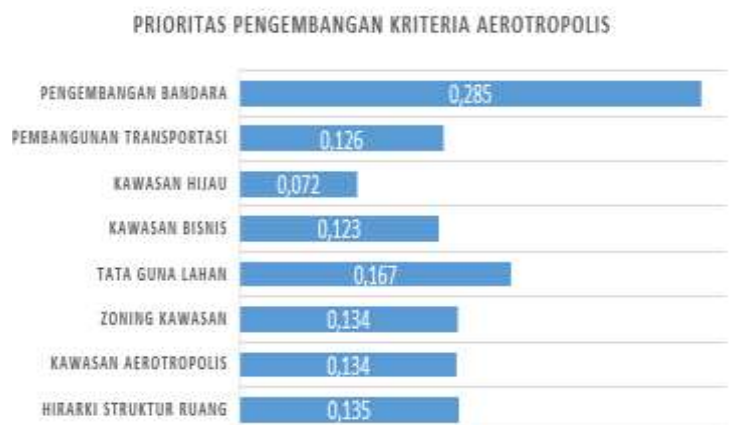 PRIORITAS PENGEMBANGAN KRITERIA AEROTROPOLIS
PENGEMBANGAN BANDARA 0,285
PEMBANGUNAN TRANSPORTASI 0,126
KAWASAN HIJAU 0,072
KAWASAN BISNIS 0,123
TATA GUNA LAHAN 0,167
ZONING KAWASAN 0,134
KAWASAN AEROTROPOLIS 0,134
HIRARKI STRUKTUR RUANG 0,135